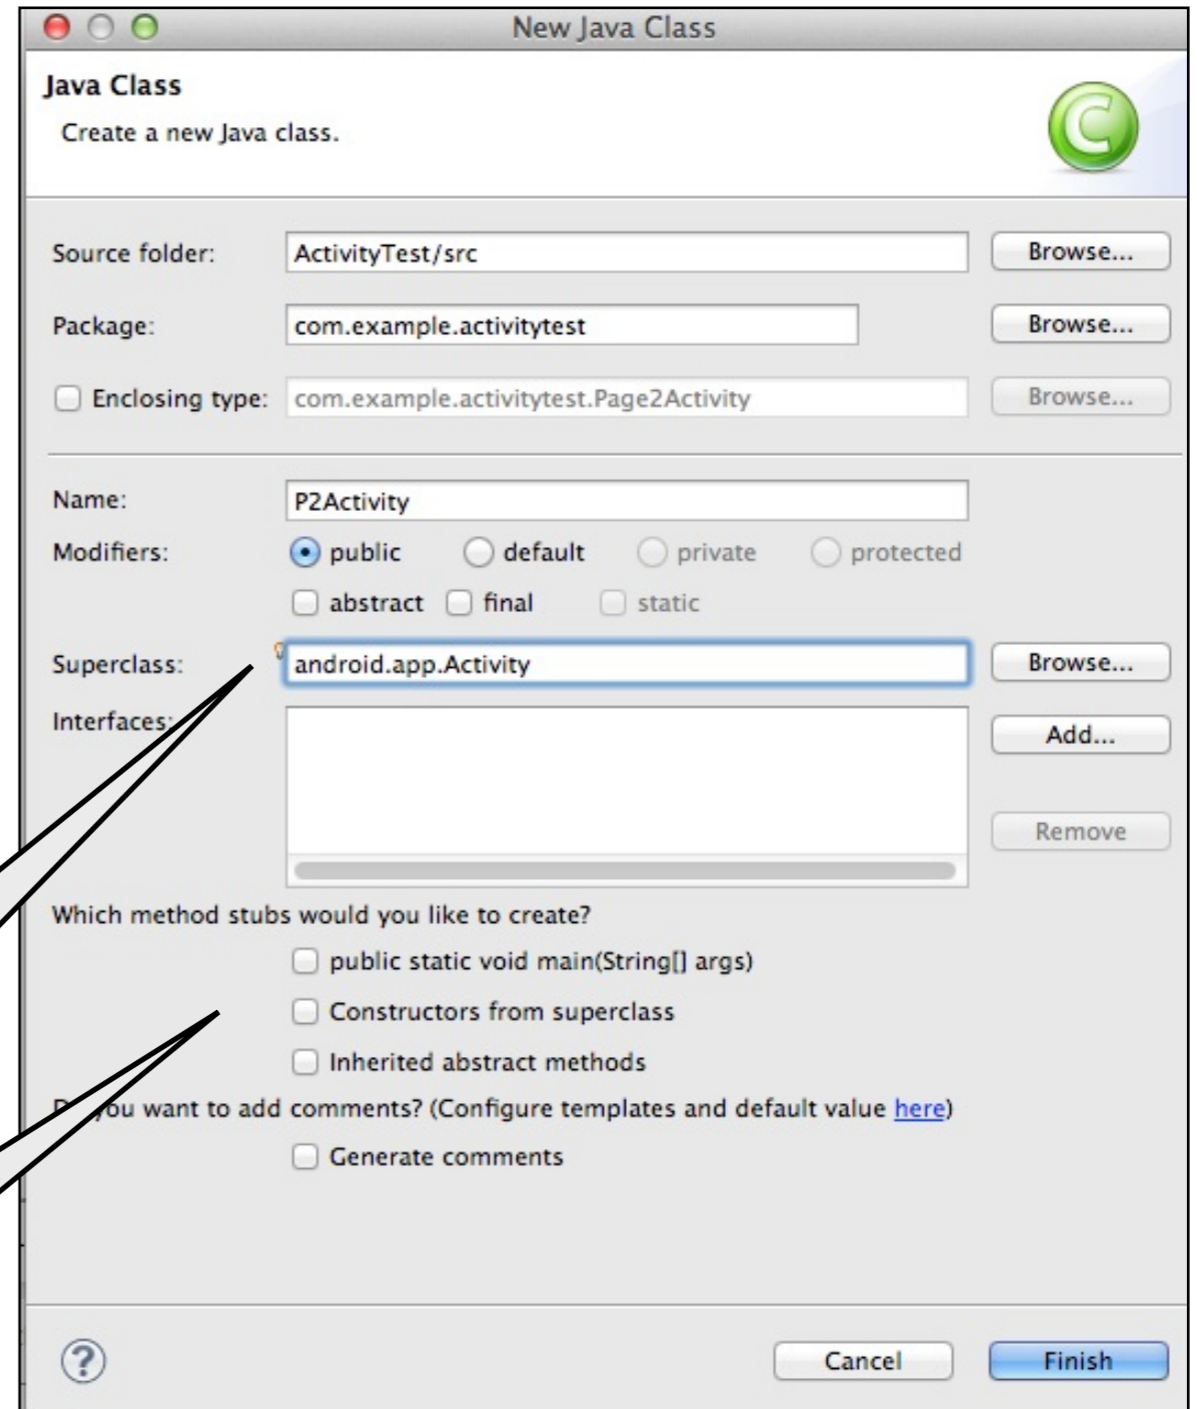 New Java Class
Java Class
Create a new Java class.
C
Source folder: ActivityTest/src Browse...
Package: com.example.activitytest Browse...
Enclosing type: com.example.activitytest.Page2Activity Browse...
Name: P2Activity
Modifiers: public default private protected
abstract final static
Superclass: android.app.Activity Browse...
Interfaces: Add...
Remove
Which method stubs would you like to create?
public static void main(String[] args)
Constructors from superclass
Inherited abstract methods
Do you want to add comments? (Configure templates and default value here)
Generate comments
? Cancel Finish